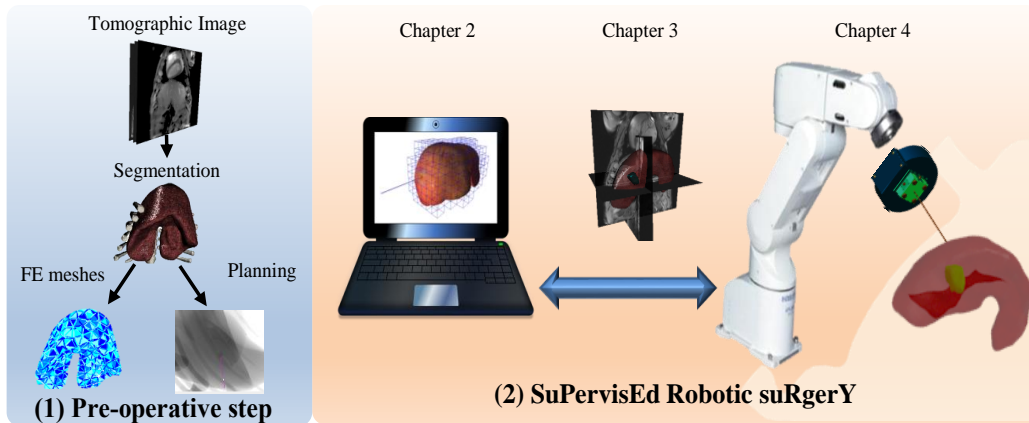 Tomographic Image
Segmentation
FE meshes
Planning
(1) Pre-operative step
Chapter 2
Chapter 3
Chapter 4
(2) SuPervisEd Robotic suRgerY